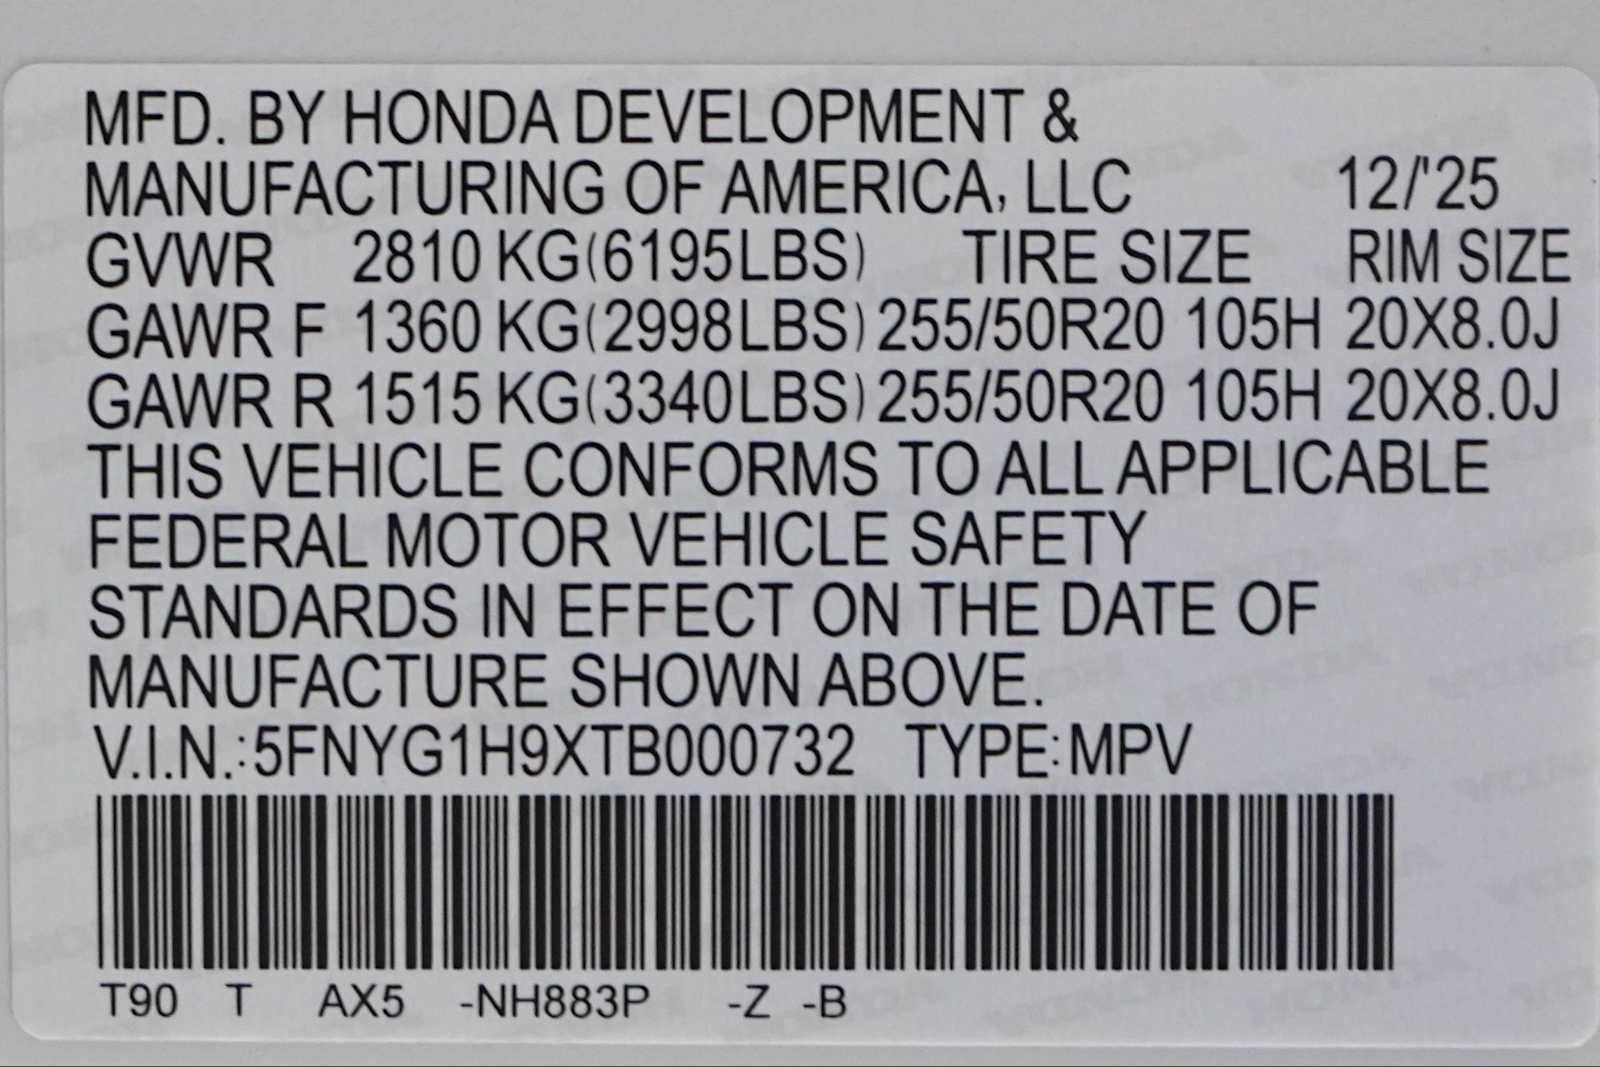 MFD. BY HONDA DEVELOPMENT &
MANUFACTURING OF AMERICA, LLC 12/'25
GVWR 2810 KG(6195LBS) TIRE SIZE RIM SIZE
GAWR F 1360 KG(2998LBS) 255/50R20 105H 20X8.0J
GAWR R 1515 KG(3340LBS) 255/50R20 105H 20X8.0J
THIS VEHICLE CONFORMS TO ALL APPLICABLE
FEDERAL MOTOR VEHICLE SAFETY
STANDARDS IN EFFECT ON THE DATE OF
MANUFACTURE SHOWN ABOVE.
V.I.N.:5FNYG1H9XTB000732 TYPE:MPV
T90 T AX5 -NH883P -Z -B